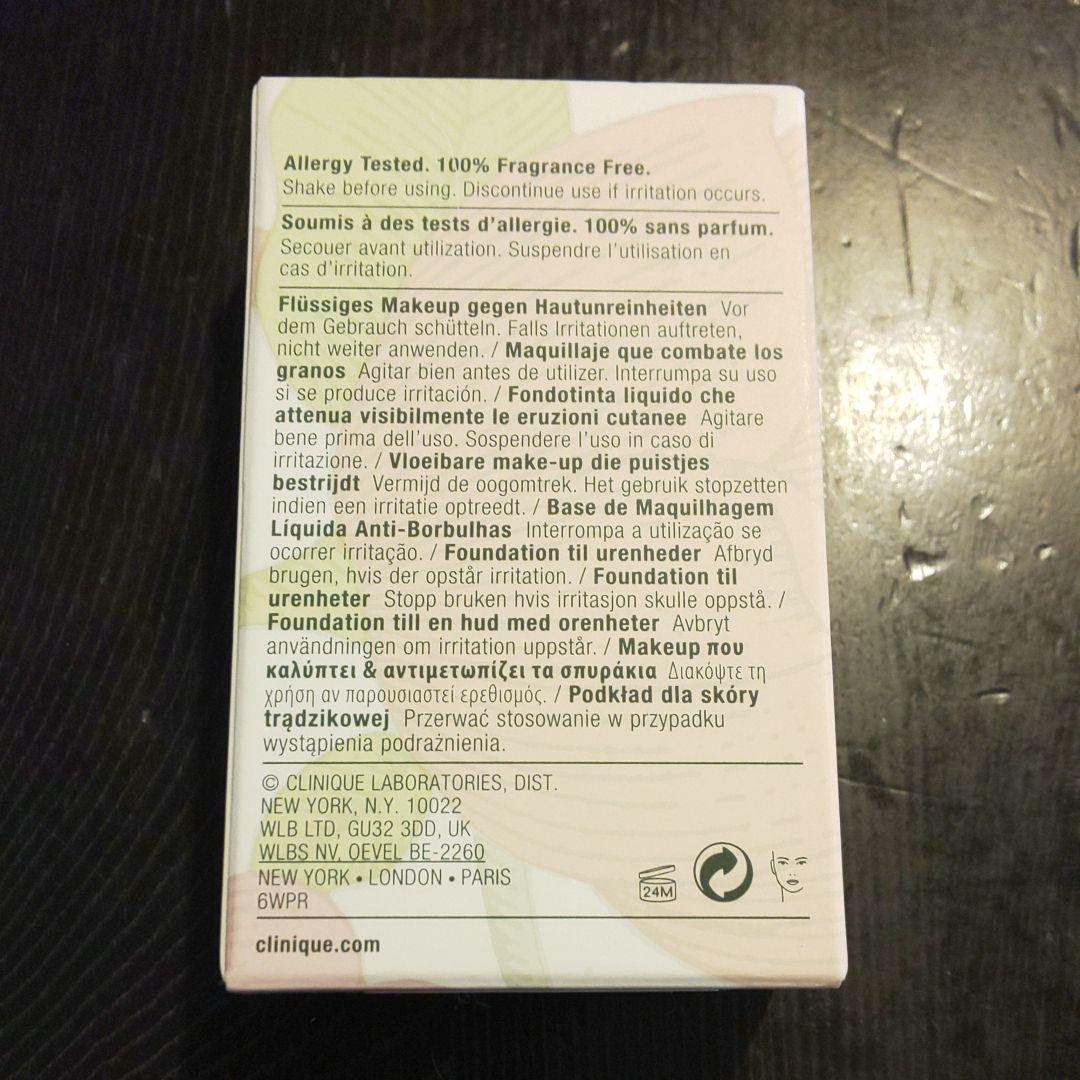 Allergy Tested. 100% Fragrance Free.
Shake before using. Discontinue use if irritation occurs.
Soumis à des tests d'allergie. 100% sans parfum.
Secouer avant utilization. Suspendre l'utilisation en
cas d'irritation.
Flüssiges Makeup gegen Hautunreinheiten Vor
dem Gebrauch schütteln. Falls Irritationen auftreten,
nicht weiter anwenden. / Maquillaje que combate los
granos Agitar bien antes de utilizer. Interrumpa su uso
si se produce irritación. / Fondotinta liquido che
attenua visibilmente le eruzioni cutanee Agitare
bene prima dell'uso. Sospendere l'uso in caso di
irritazione. / Vloeibare make-up die puistjes
bestrijdt Vermijd de oogomtrek. Het gebruik stopzetten
indien een irritatie optreedt. / Base de Maquilhagem
Líquida Anti-Borbulhas Interrompa a utilização se
ocorrer irritação. / Foundation til urenheder Afbryd
brugen, hvis der opstår irritation. / Foundation til
urenheter Stopp bruken hvis irritasjon skulle oppstå. /
Foundation till en hud med orenheter Avbryt
användningen om irritation uppstår. / Makeup που
καλύπτει & αντιμετωπίζει τα σπυράκια Διακόψτε τη
χρήση αν παρουσιαστεί ερεθισμός. / Podkład dla skóry
trądzikowej Przerwać stosowanie w przypadku
wystąpienia podrażnienia.
© CLINIQUE LABORATORIES, DIST.
NEW YORK, N.Y. 10022
WLB LTD, GU32 3DD, UK
WLBS NV, OEVEL BE-2260
NEW YORK • LONDON • PARIS
6WPR
24M
clinique.com